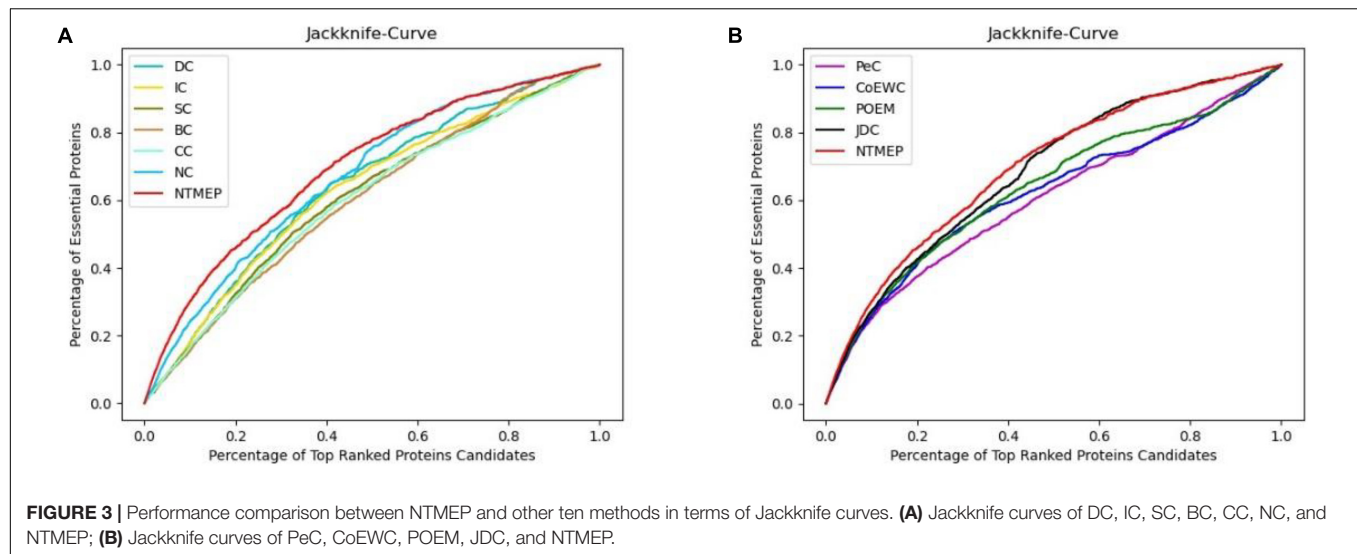 A
Jackknife-Curve
DC
IC
SC
BC
CC
NC
NTMEP
Percentage of Essential Proteins
1.0
0.8
0.6
0.4
0.2
0.0
0.0 0.2 0.4 0.6 0.8 1.0
Percentage of Top Ranked Proteins Candidates
B
Jackknife-Curve
PeC
CoEWC
POEM
JDC
NTMEP
Percentage of Essential Proteins
1.0
0.8
0.6
0.4
0.2
0.0
0.0 0.2 0.4 0.6 0.8 1.0
Percentage of Top Ranked Proteins Candidates
FIGURE 3 | Performance comparison between NTMEP and other ten methods in terms of Jackknife curves. (A) Jackknife curves of DC, IC, SC, BC, CC, NC, and
NTMEP; (B) Jackknife curves of PeC, CoEWC, POEM, JDC, and NTMEP.